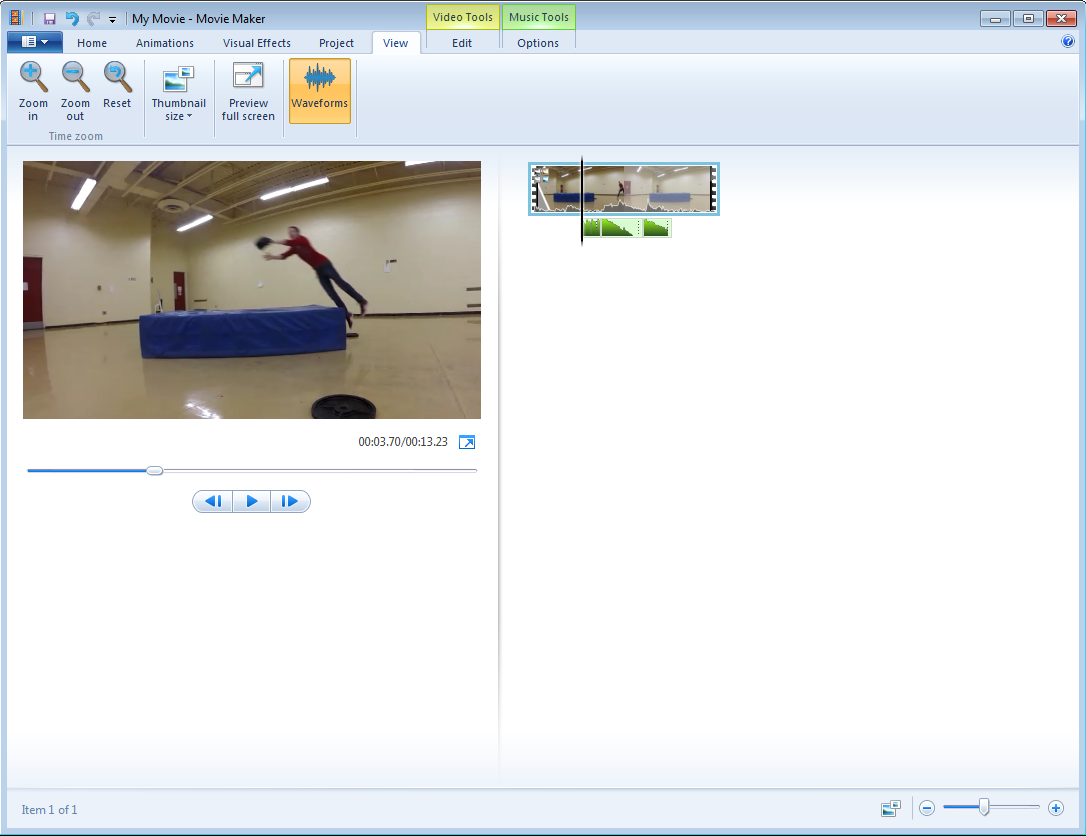 My Movie - Movie Maker
Video Tools
Music Tools
Home
Animations
Visual Effects
Project
View
Edit
Options
Zoom in
Zoom out
Reset
Thumbnail size
Preview full screen
Waveforms
Time zoom
00:03.70/00:13.23
Item 1 of 1